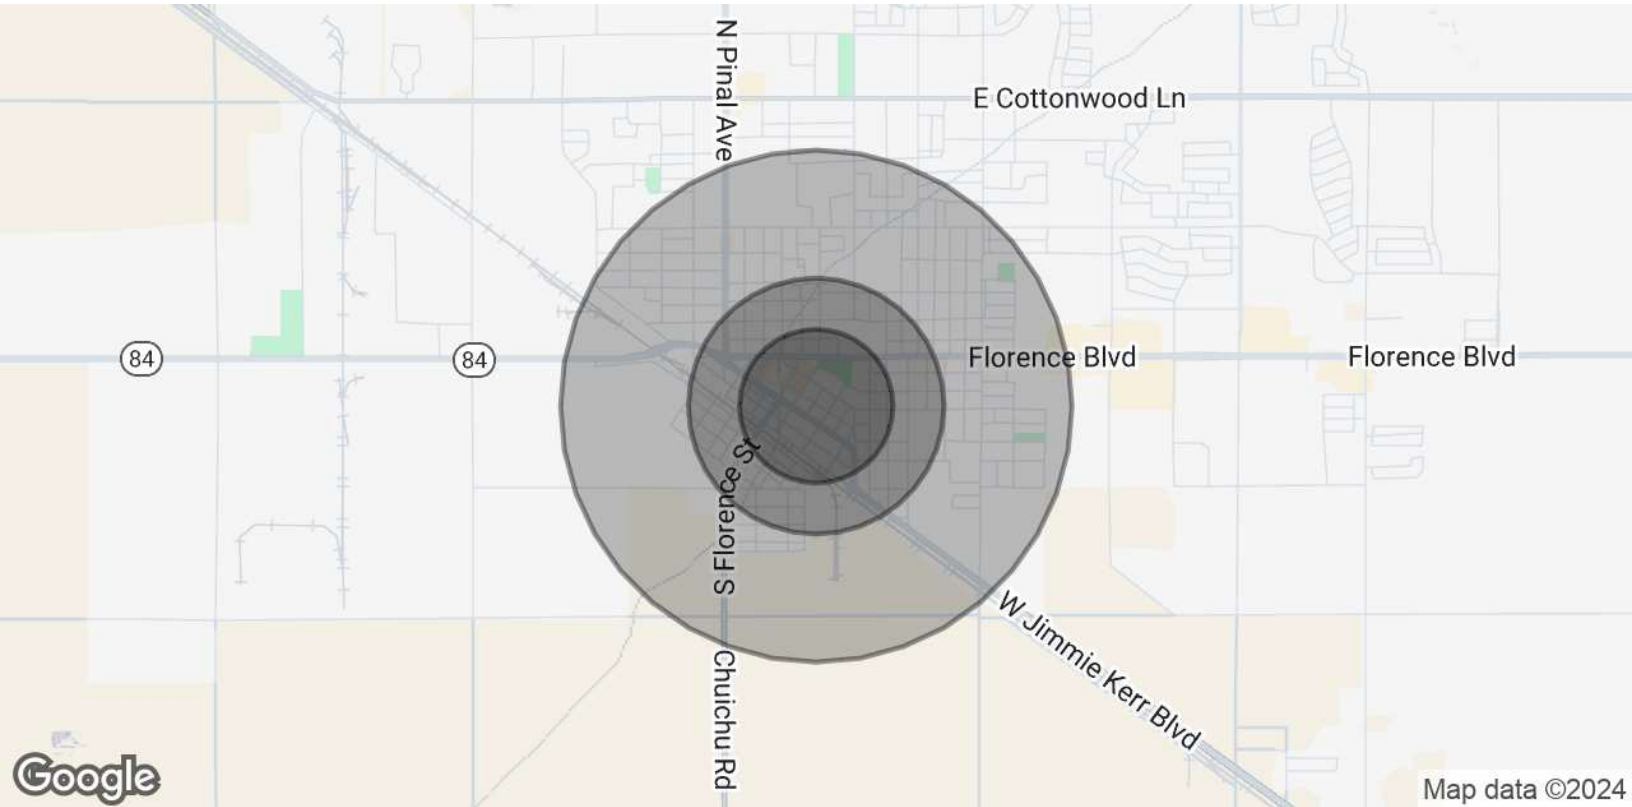 N Pinal Ave
E Cottonwood Ln
84
84
Florence Blvd
Florence Blvd
S Florence St
W Jimmie Kerr Blvd
Chuichu Rd
Google
Map data ©2024